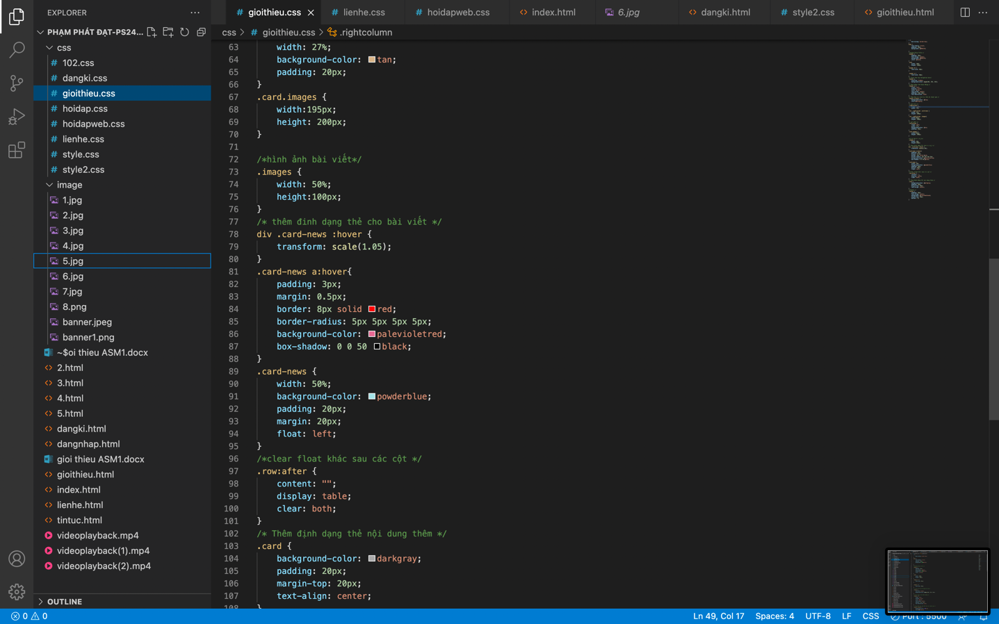 EXPLORER
gioithieu.css
lienhe.css
hoidapweb.css
index.html
6.jpg
dangki.html
style2.css
gioithieu.html
PHẠM PHÁT ĐẠT-PS24...
css > gioithieu.css > .rightcolumn
css
102.css
dangki.css
gioithieu.css
hoidap.css
hoidapweb.css
lienhe.css
style.css
style2.css
image
1.jpg
2.jpg
3.jpg
4.jpg
5.jpg
6.jpg
7.jpg
8.png
banner.jpeg
banner1.png
~$oi thieu ASM1.docx
2.html
3.html
4.html
5.html
dangki.html
dangnhap.html
gioi thieu ASM1.docx
gioithieu.html
index.html
lienhe.html
tintuc.html
videoplayback.mp4
videoplayback(1).mp4
videoplayback(2).mp4
OUTLINE
63 width: 27%;
64 background-color: tan;
65 padding: 20px;
66 }
67 .card.images {
68 width:195px;
69 height: 200px;
70 }
71
72 /*hình ảnh bài viết*/
73 .images {
74 width: 50%;
75 height:100px;
76 }
77 /* thêm đinh dạng thẻ cho bài viết */
78 div .card-news :hover {
79 transform: scale(1.05);
80 }
81 .card-news a:hover{
82 padding: 3px;
83 margin: 0.5px;
84 border: 8px solid red;
85 border-radius: 5px 5px 5px 5px;
86 background-color: palevioletred;
87 box-shadow: 0 0 50 black;
88 }
89 .card-news {
90 width: 50%;
91 background-color: powderblue;
92 padding: 20px;
93 margin: 20px;
94 float: left;
95 }
96 /*clear float khác sau các cột */
97 .row:after {
98 content: "";
99 display: table;
100 clear: both;
101 }
102 /* Thêm định dạng thẻ nội dung thêm */
103 .card {
104 background-color: darkgray;
105 padding: 20px;
106 margin-top: 20px;
107 text-align: center;
108 }
0 0
Ln 49, Col 17 Spaces: 4 UTF-8 LF CSS Port : 5500